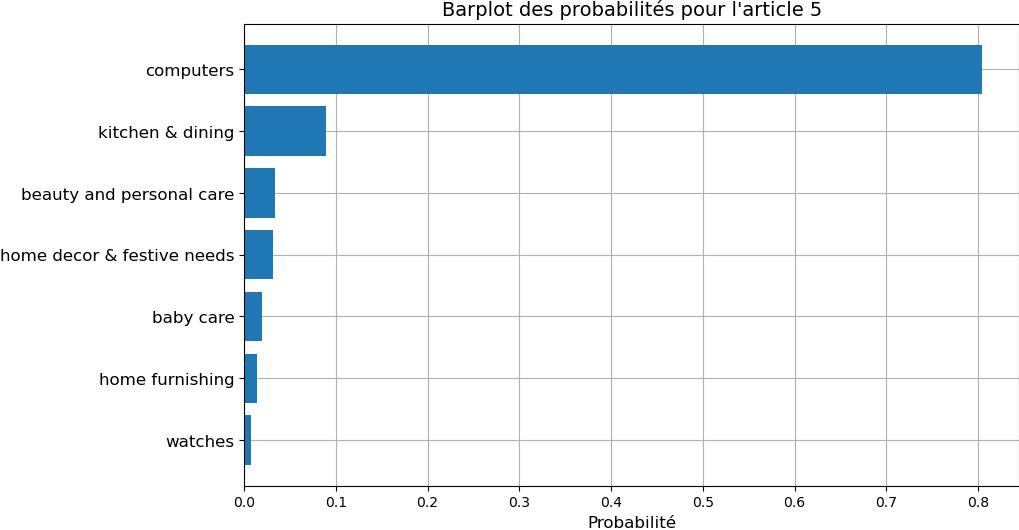 Barplot des probabilités pour l'article 5
computers
kitchen & dining
beauty and personal care
home decor & festive needs
baby care
home furnishing
watches
0.0 0.1 0.2 0.3 0.4 0.5 0.6 0.7 0.8
Probabilité